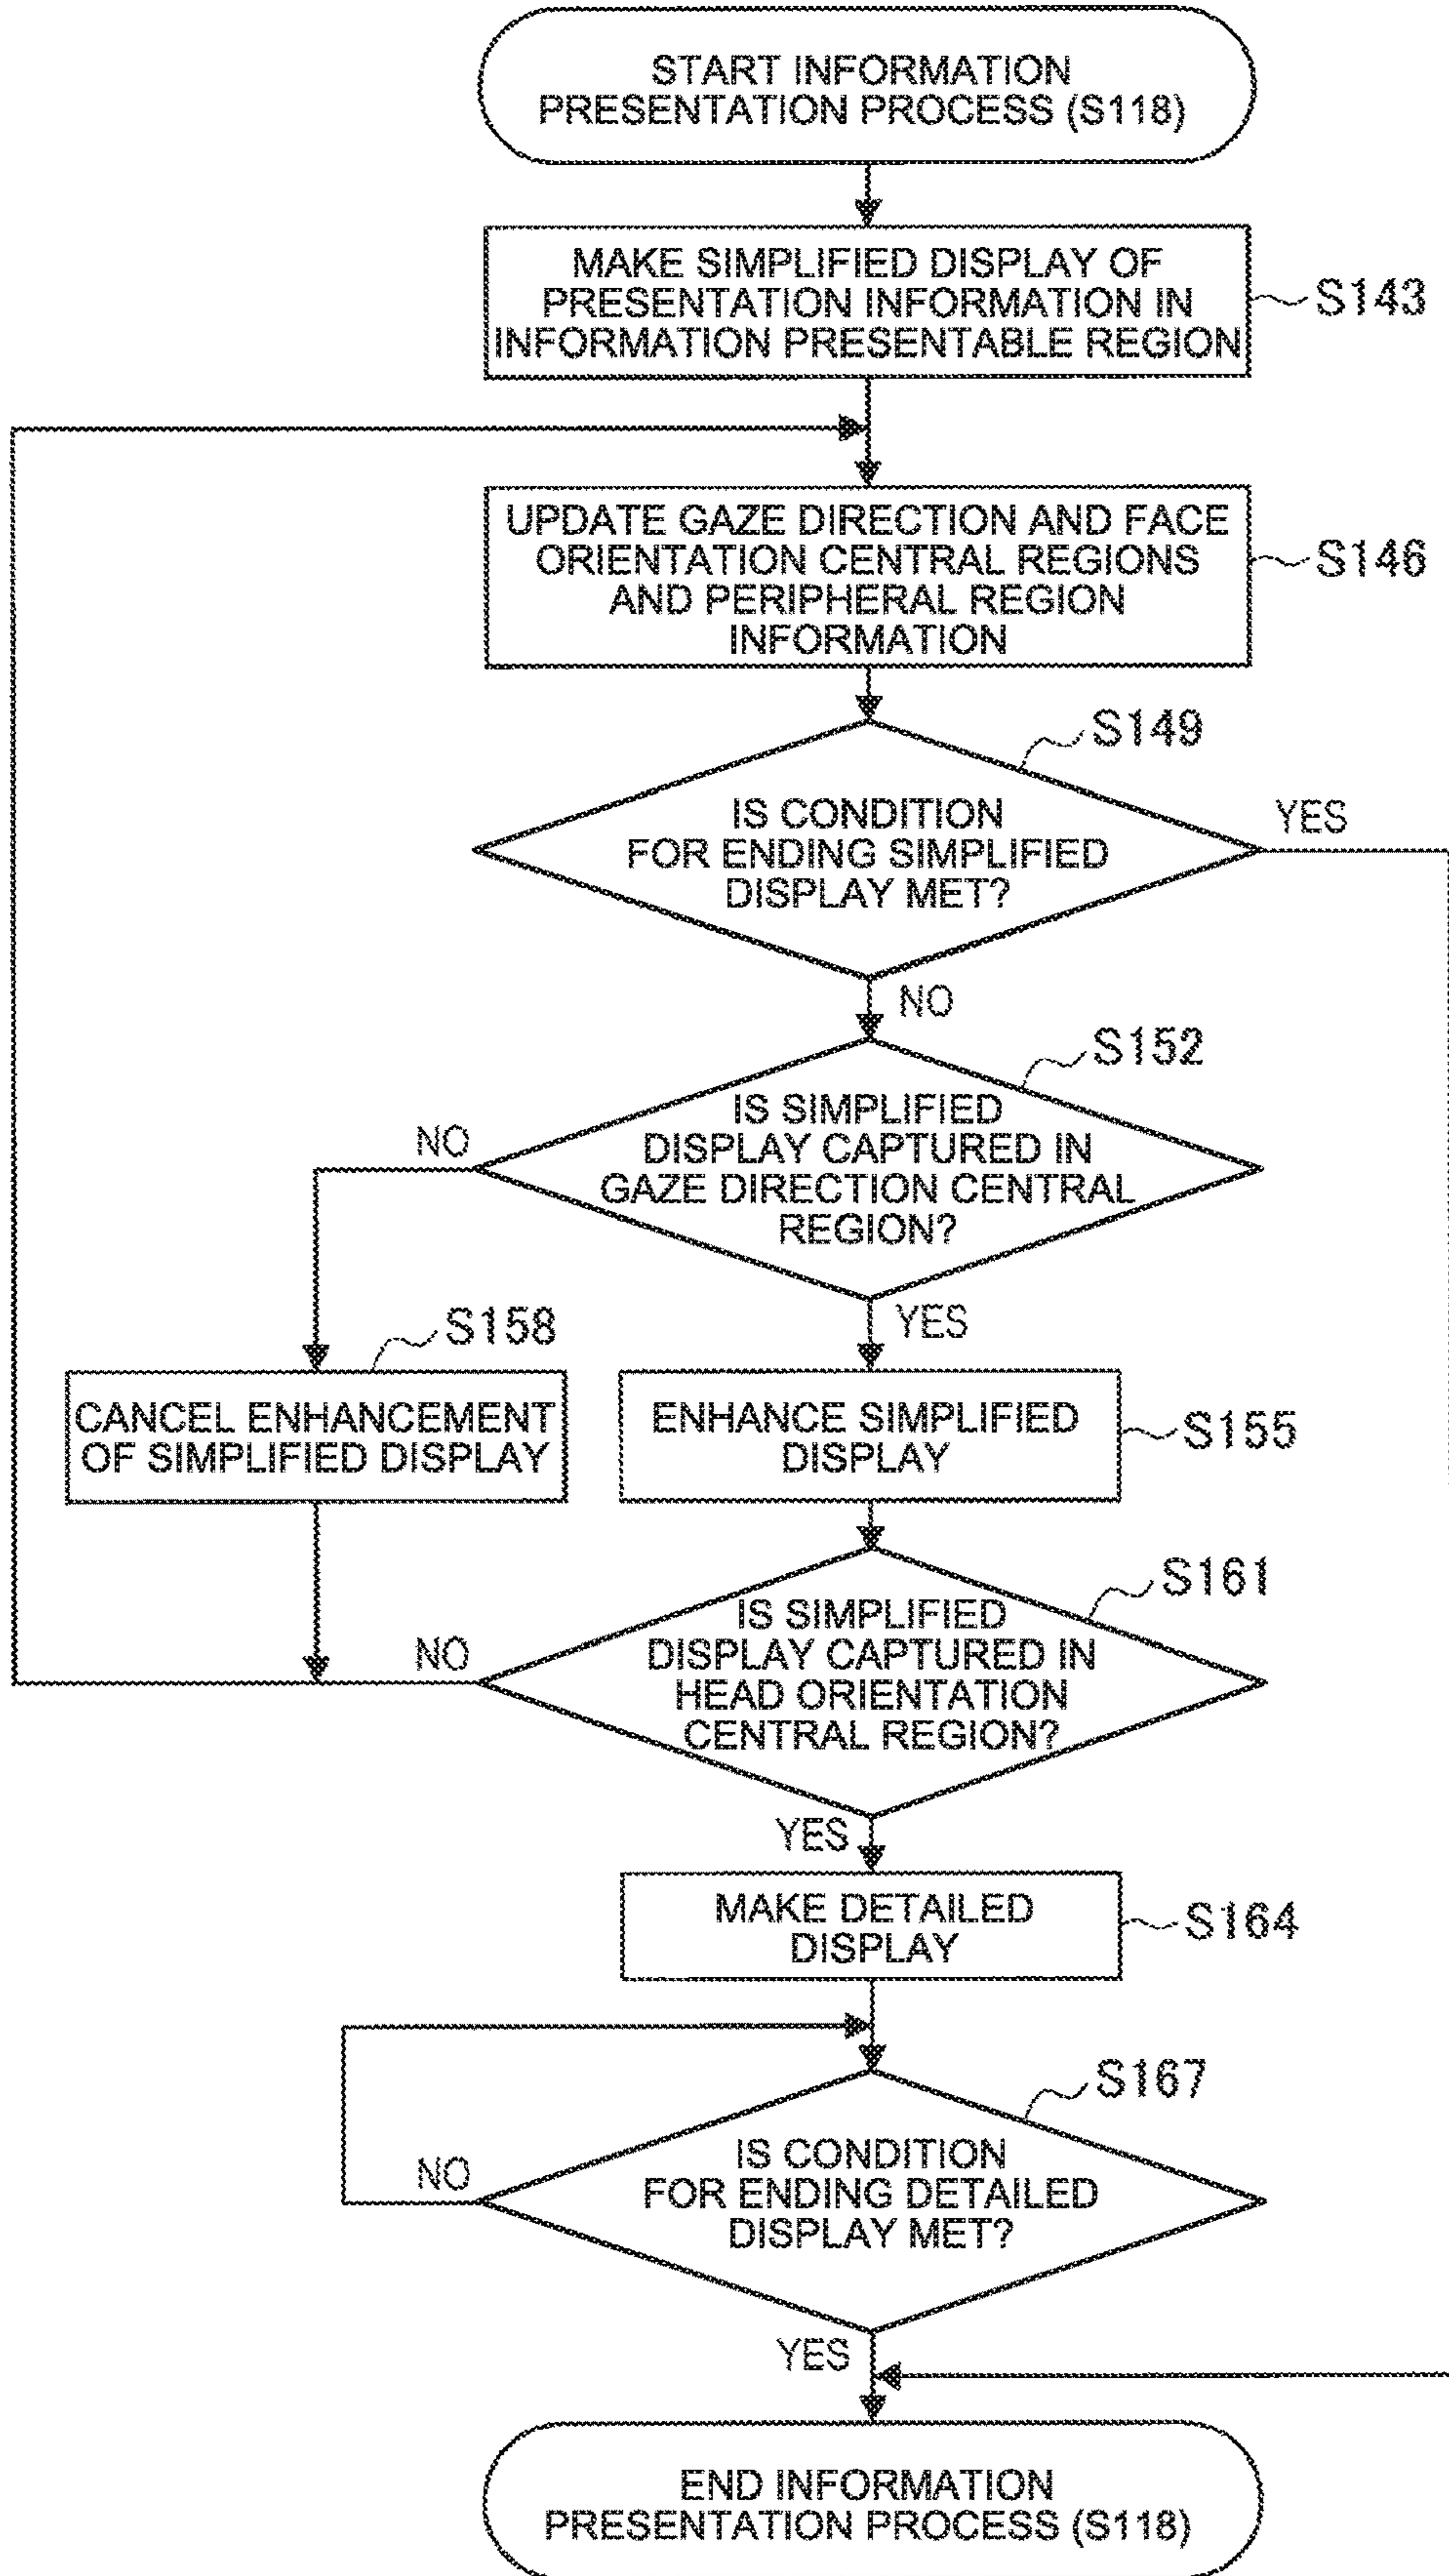 START INFORMATION
PRESENTATION PROCESS (S118)
MAKE SIMPLIFIED DISPLAY OF
PRESENTATION INFORMATION IN
INFORMATION PRESENTABLE REGION
S143
UPDATE GAZE DIRECTION AND FACE
ORIENTATION CENTRAL REGIONS
AND PERIPHERAL REGION
INFORMATION
S146
S149
IS CONDITION
FOR ENDING SIMPLIFIED
DISPLAY MET?
YES
NO
S152
IS SIMPLIFIED
DISPLAY CAPTURED IN
GAZE DIRECTION CENTRAL
REGION?
NO
YES
S158
CANCEL ENHANCEMENT
OF SIMPLIFIED DISPLAY
ENHANCE SIMPLIFIED
DISPLAY
S155
S161
IS SIMPLIFIED
DISPLAY CAPTURED IN
HEAD ORIENTATION
CENTRAL REGION?
NO
YES
MAKE DETAILED
DISPLAY
S164
S167
IS CONDITION
FOR ENDING DETAILED
DISPLAY MET?
NO
YES
END INFORMATION
PRESENTATION PROCESS (S118)